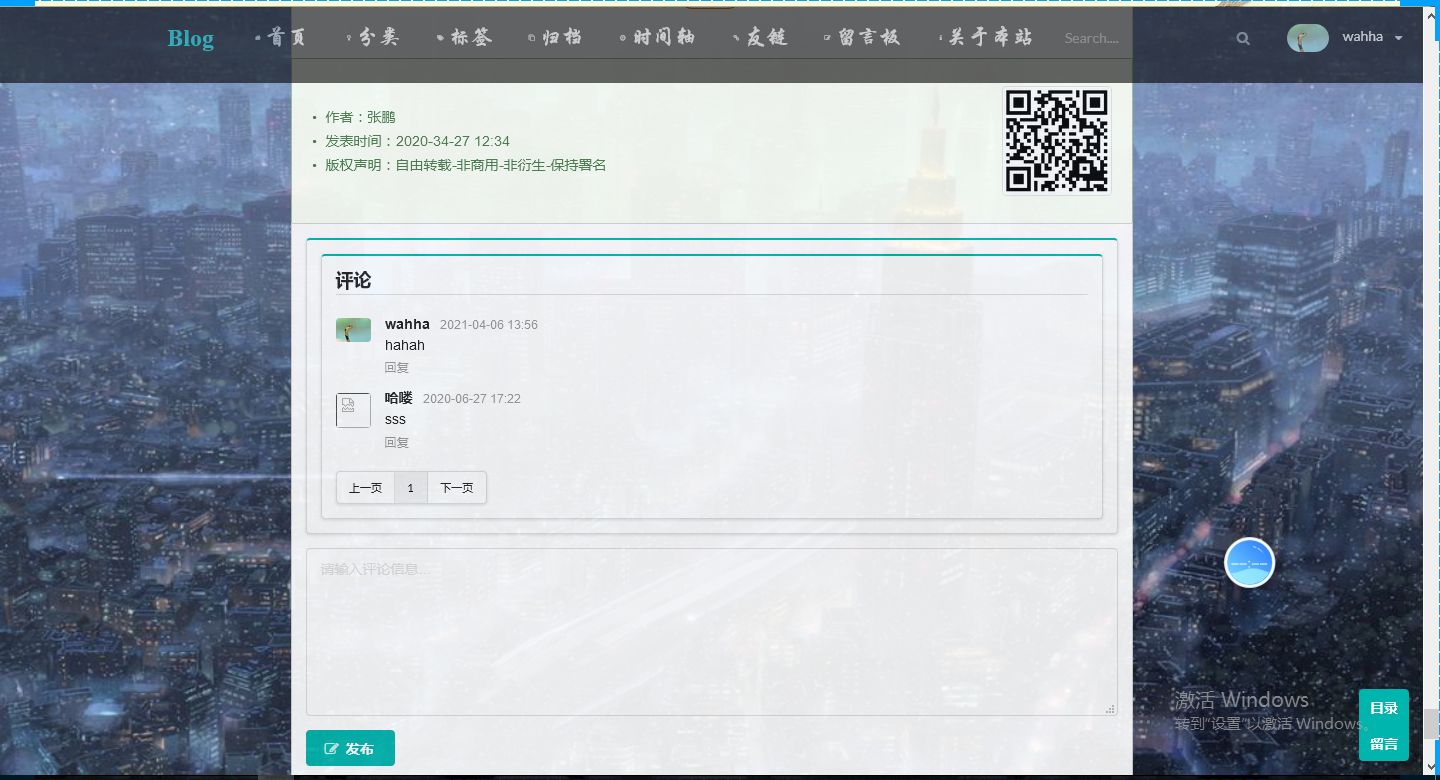 Blog 首页 分类 标签 归档 时间轴 友链 留言板 关于本站 Search.... wahha
• 作者：张鹏
• 发表时间：2020-34-27 12:34
• 版权声明：自由转载-非商用-非衍生-保持署名
评论
wahha 2021-04-06 13:56
hahah
回复
哈喽 2020-06-27 17:22
sss
回复
上一页 1 下一页
请输入评论信息...
发布
激活 Windows
转到"设置"以激活 Windows。
目录
留言